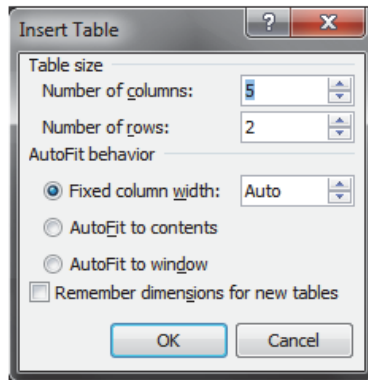 Insert Table
?
X
Table size
Number of columns: 5
Number of rows: 2
AutoFit behavior
Fixed column width: Auto
AutoFit to contents
AutoFit to window
Remember dimensions for new tables
OK Cancel